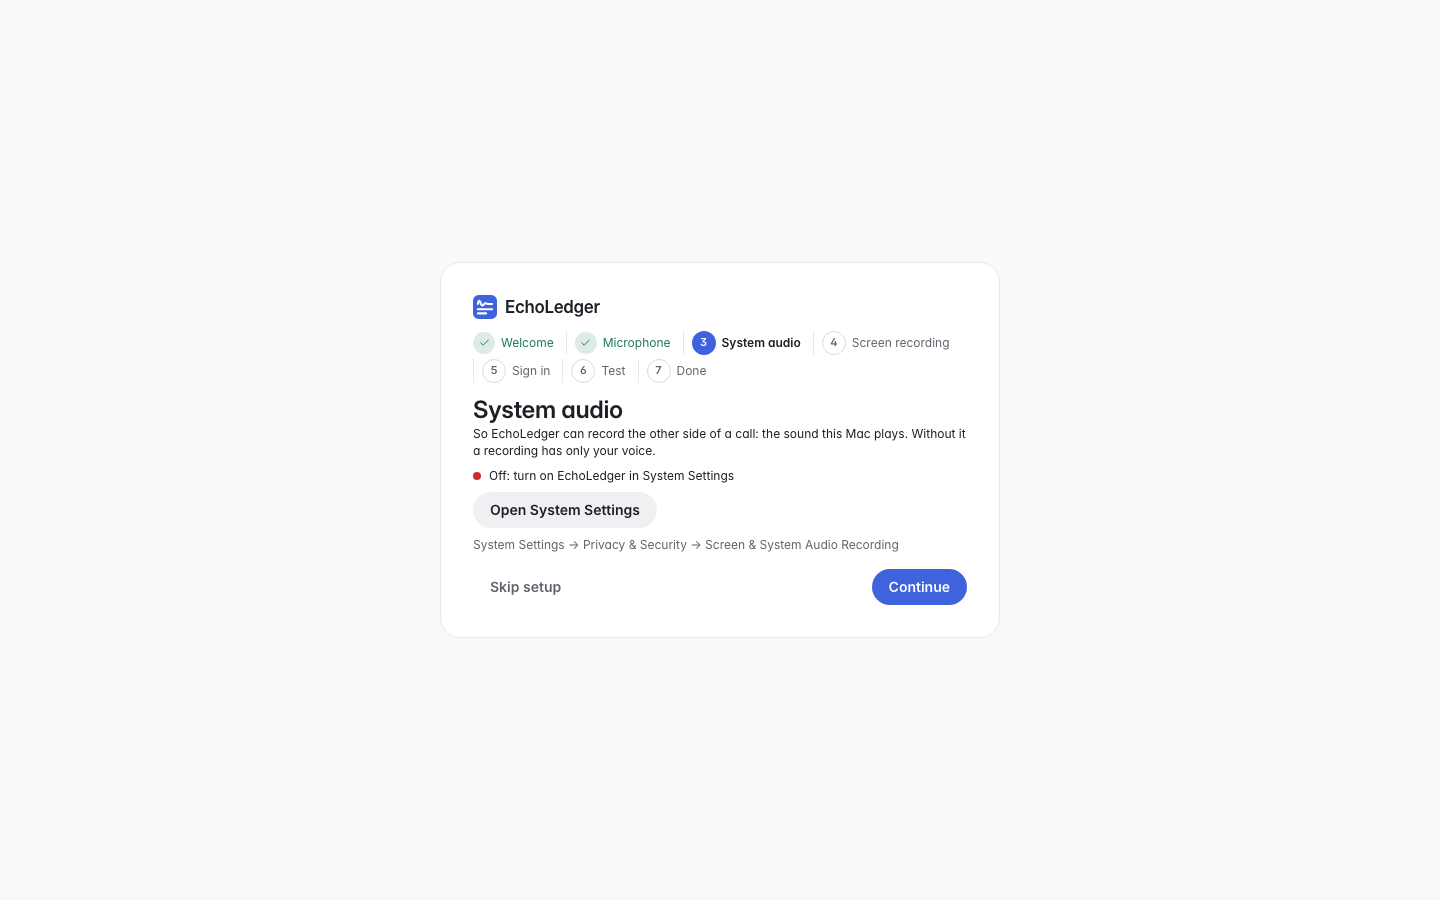 EchoLedger
Welcome Microphone 3 System audio 4 Screen recording
5 Sign in 6 Test 7 Done
System audio
So EchoLedger can record the other side of a call: the sound this Mac plays. Without it
a recording has only your voice.
Off: turn on EchoLedger in System Settings
Open System Settings
System Settings → Privacy & Security → Screen & System Audio Recording
Skip setup Continue